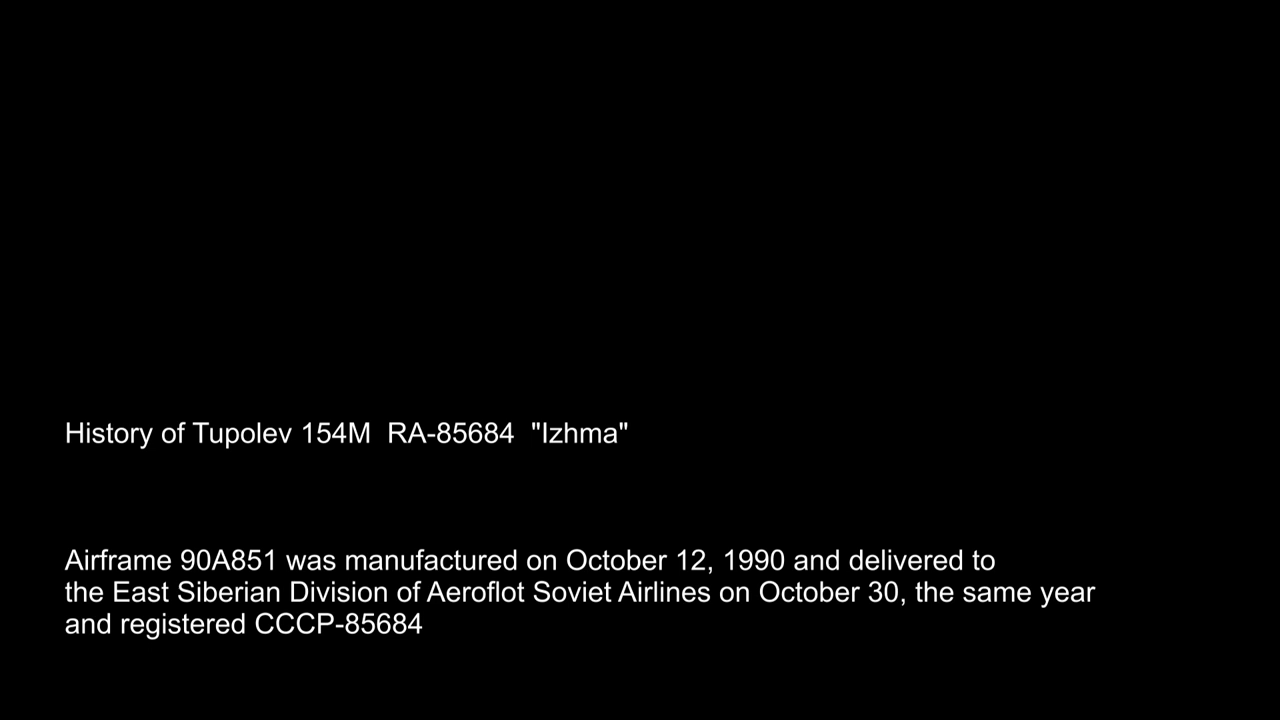 History of Tupolev 154M  RA-85684  "Izhma"
Airframe 90A851 was manufactured on October 12, 1990 and delivered to
the East Siberian Division of Aeroflot Soviet Airlines on October 30, the same year
and registered CCCP-85684